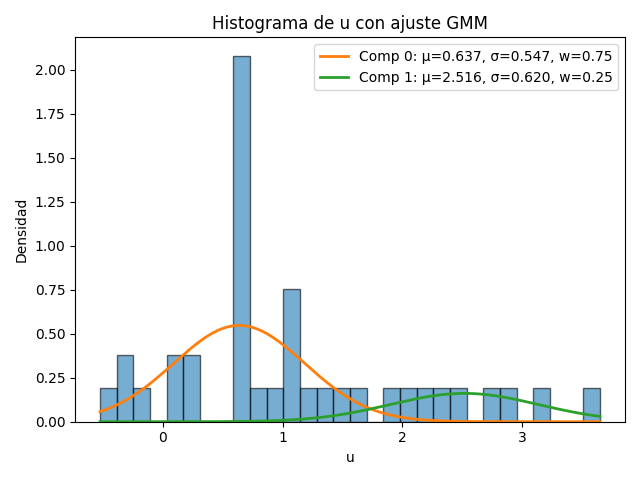 Histograma de u con ajuste GMM
Comp 0: μ=0.637, σ=0.547, w=0.75
Comp 1: μ=2.516, σ=0.620, w=0.25
Densidad
2.00
1.75
1.50
1.25
1.00
0.75
0.50
0.25
0.00
0 1 2 3
u